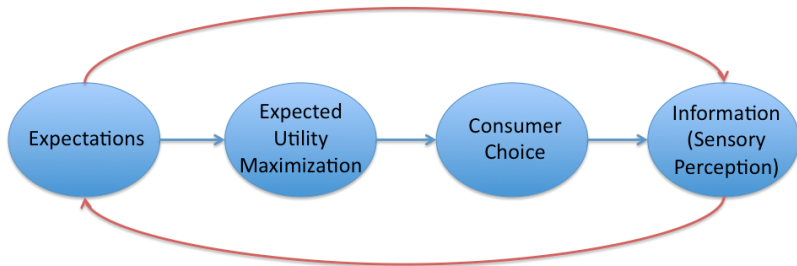 Expectations
Expected
Utility
Maximization
Consumer
Choice
Information
(Sensory
Perception)